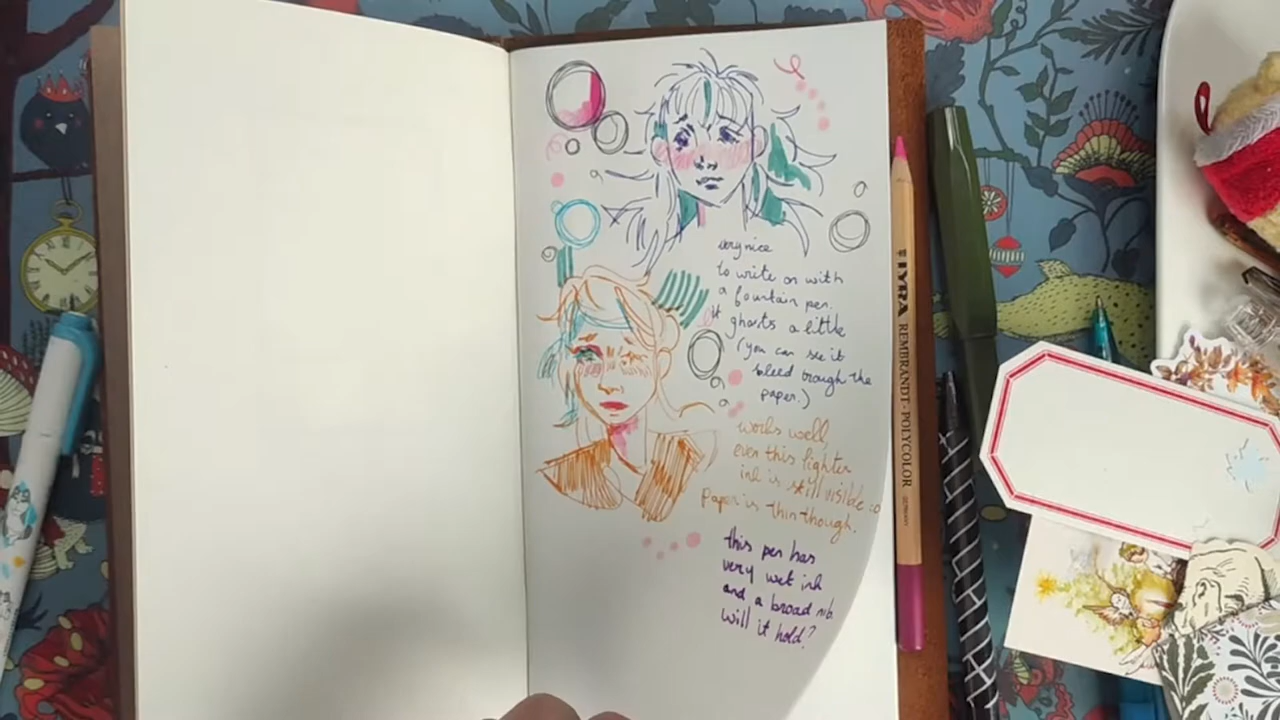 very nice
to write on with
a fountain pen.
it ghosts a little
(you can see it
bleed trough the
paper.)
works well,
even this lighter
ink is still visible
Paper is thin though.
this pen has
very wet ink
and a broad nib.
will it hold?
LYRA REMBRANDT-POLYCOLOR